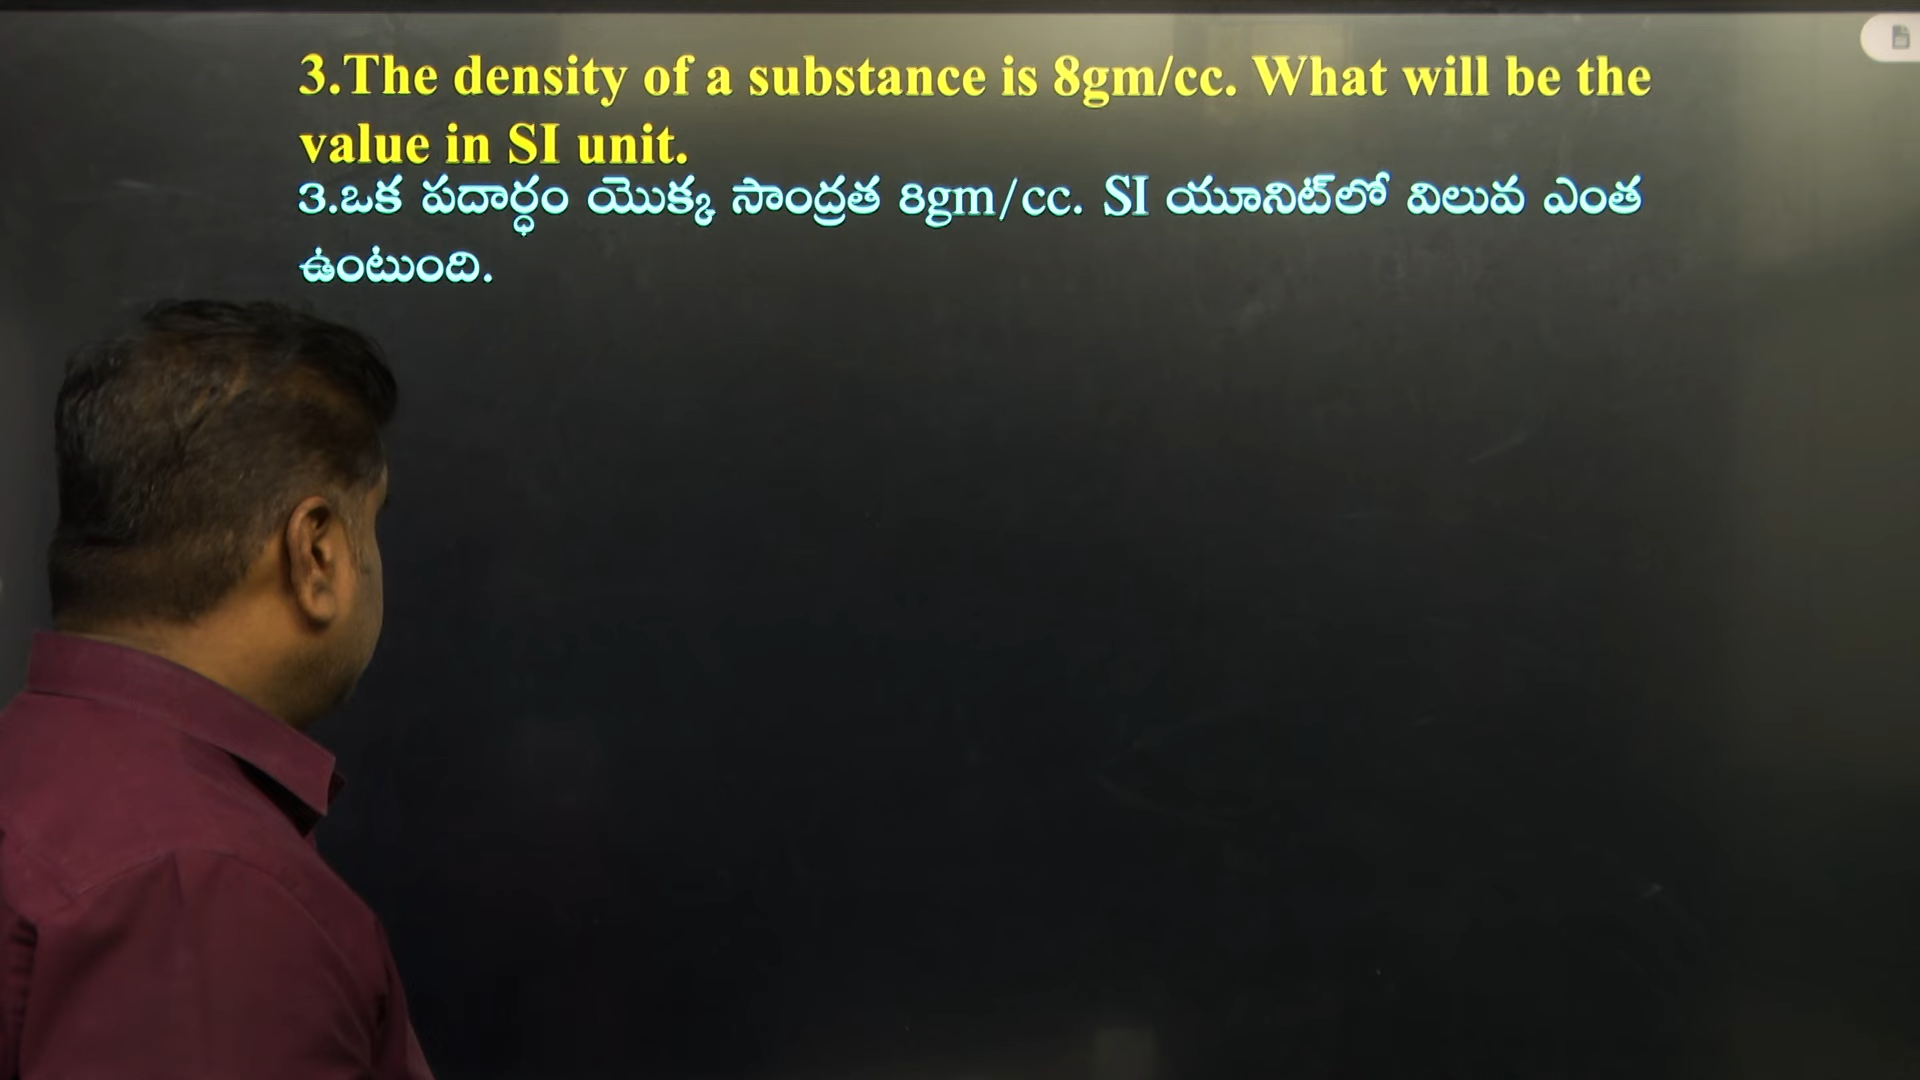 3.The density of a substance is 8gm/cc. What will be the
value in SI unit.
3.ఒక పదార్ధం యొక్క సాంద్రత 8gm/cc. SI యూనిట్‌లో విలువ ఎంత
ఉంటుంది.